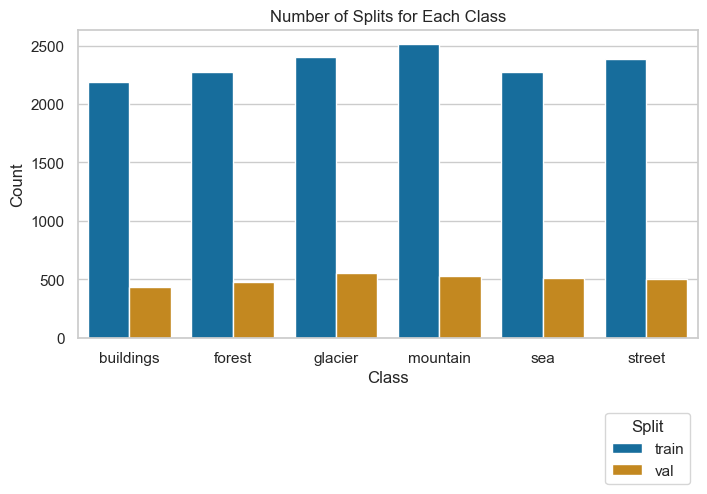 Number of Splits for Each Class
Count
2500
2000
1500
1000
500
0
buildings forest glacier mountain sea street
Class
Split
train
val